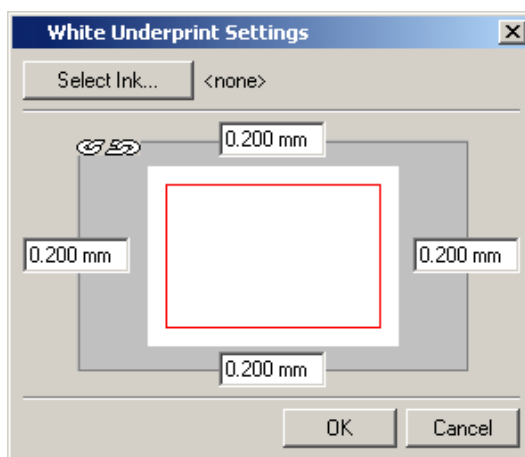 White Underprint Settings
Select Ink... <none>
0.200 mm
0.200 mm 0.200 mm
0.200 mm
OK Cancel